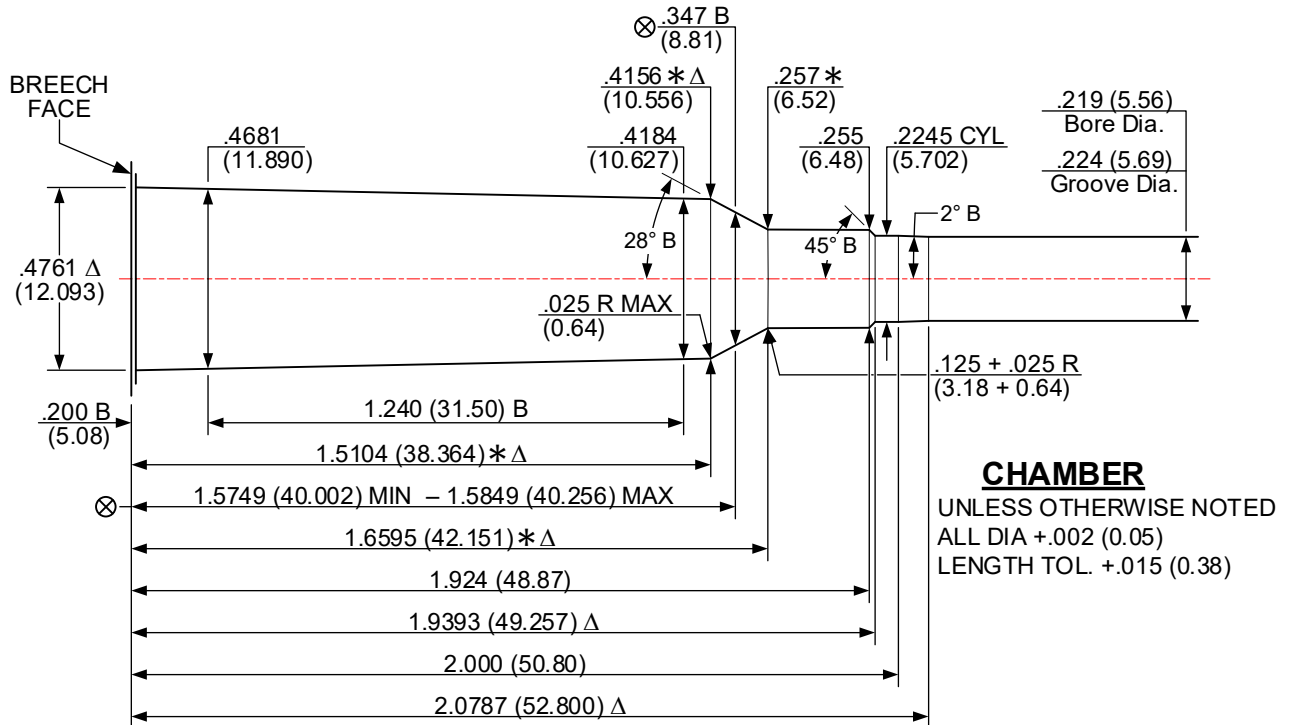 ⊗ .347 B
(8.81)
BREECH
FACE
.4156 * Δ
(10.556)
.257 *
(6.52)
.219 (5.56)
Bore Dia.
.4681
(11.890)
.4184
(10.627)
.255
(6.48)
.2245 CYL
(5.702)
.224 (5.69)
Groove Dia.
2° B
28° B
45° B
.4761 Δ
(12.093)
.025 R MAX
(0.64)
.125 + .025 R
(3.18 + 0.64)
.200 B
(5.08)
1.240 (31.50) B
1.5104 (38.364) * Δ
⊗ 1.5749 (40.002) MIN – 1.5849 (40.256) MAX
1.6595 (42.151) * Δ
1.924 (48.87)
1.9393 (49.257) Δ
2.000 (50.80)
2.0787 (52.800) Δ
CHAMBER
UNLESS OTHERWISE NOTED
ALL DIA +.002 (0.05)
LENGTH TOL. +.015 (0.38)